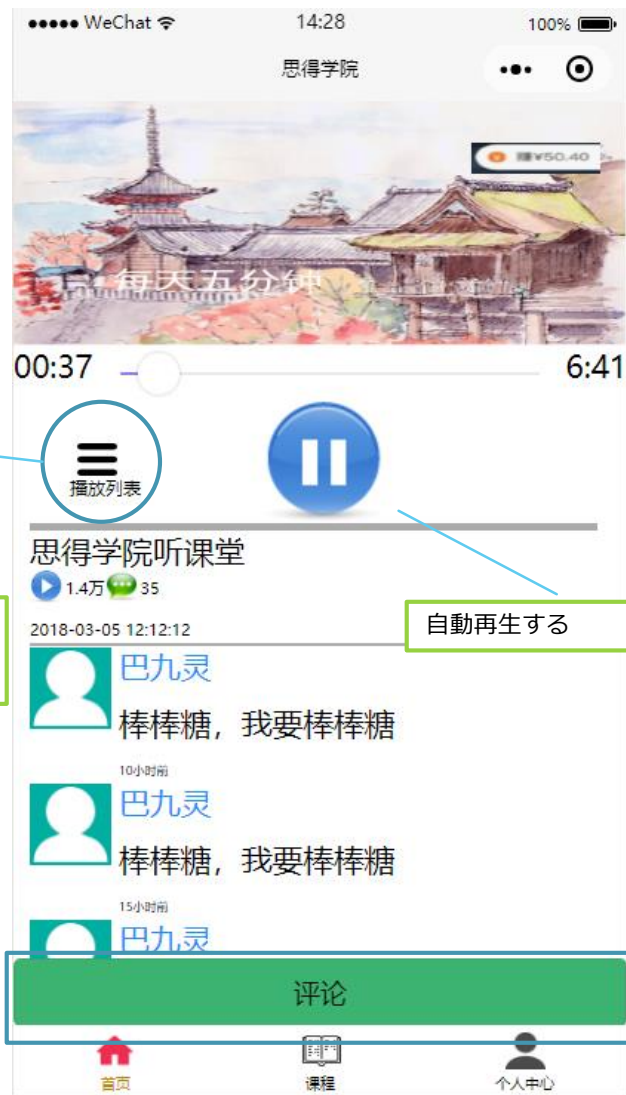 WeChat
14:28
100%
思得学院
赚¥50.40
每天五分钟
00:37
6:41
播放列表
思得学院听课堂
1.4万 35
2018-03-05 12:12:12
自動再生する
巴九灵
棒棒糖，我要棒棒糖
10小时前
巴九灵
棒棒糖，我要棒棒糖
15小时前
巴九灵
评论
首页
课程
个人中心